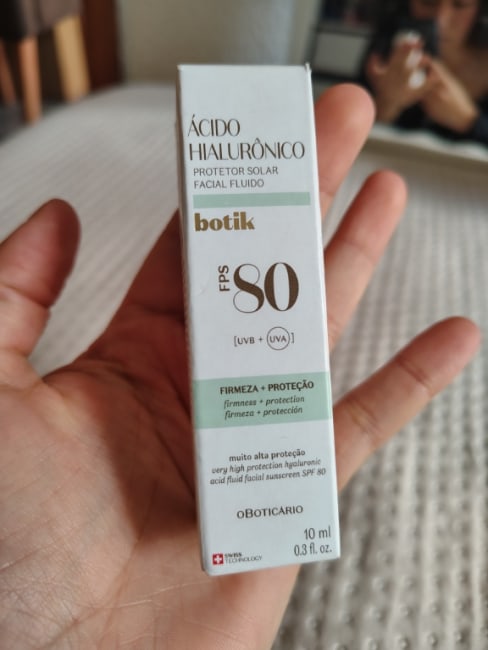 ÁCIDO
HIALURÔNICO
PROTETOR SOLAR
FACIAL FLUIDO
botik
FPS 80
[UVB + UVA]
FIRMEZA + PROTEÇÃO
firmness + protection
firmeza + protección
muito alta proteção
very high protection hyaluronic
acid fluid facial sunscreen SPF 80
OBOTICÁRIO
10 ml
0.3 fl. oz.
SWISS
TECHNOLOGY